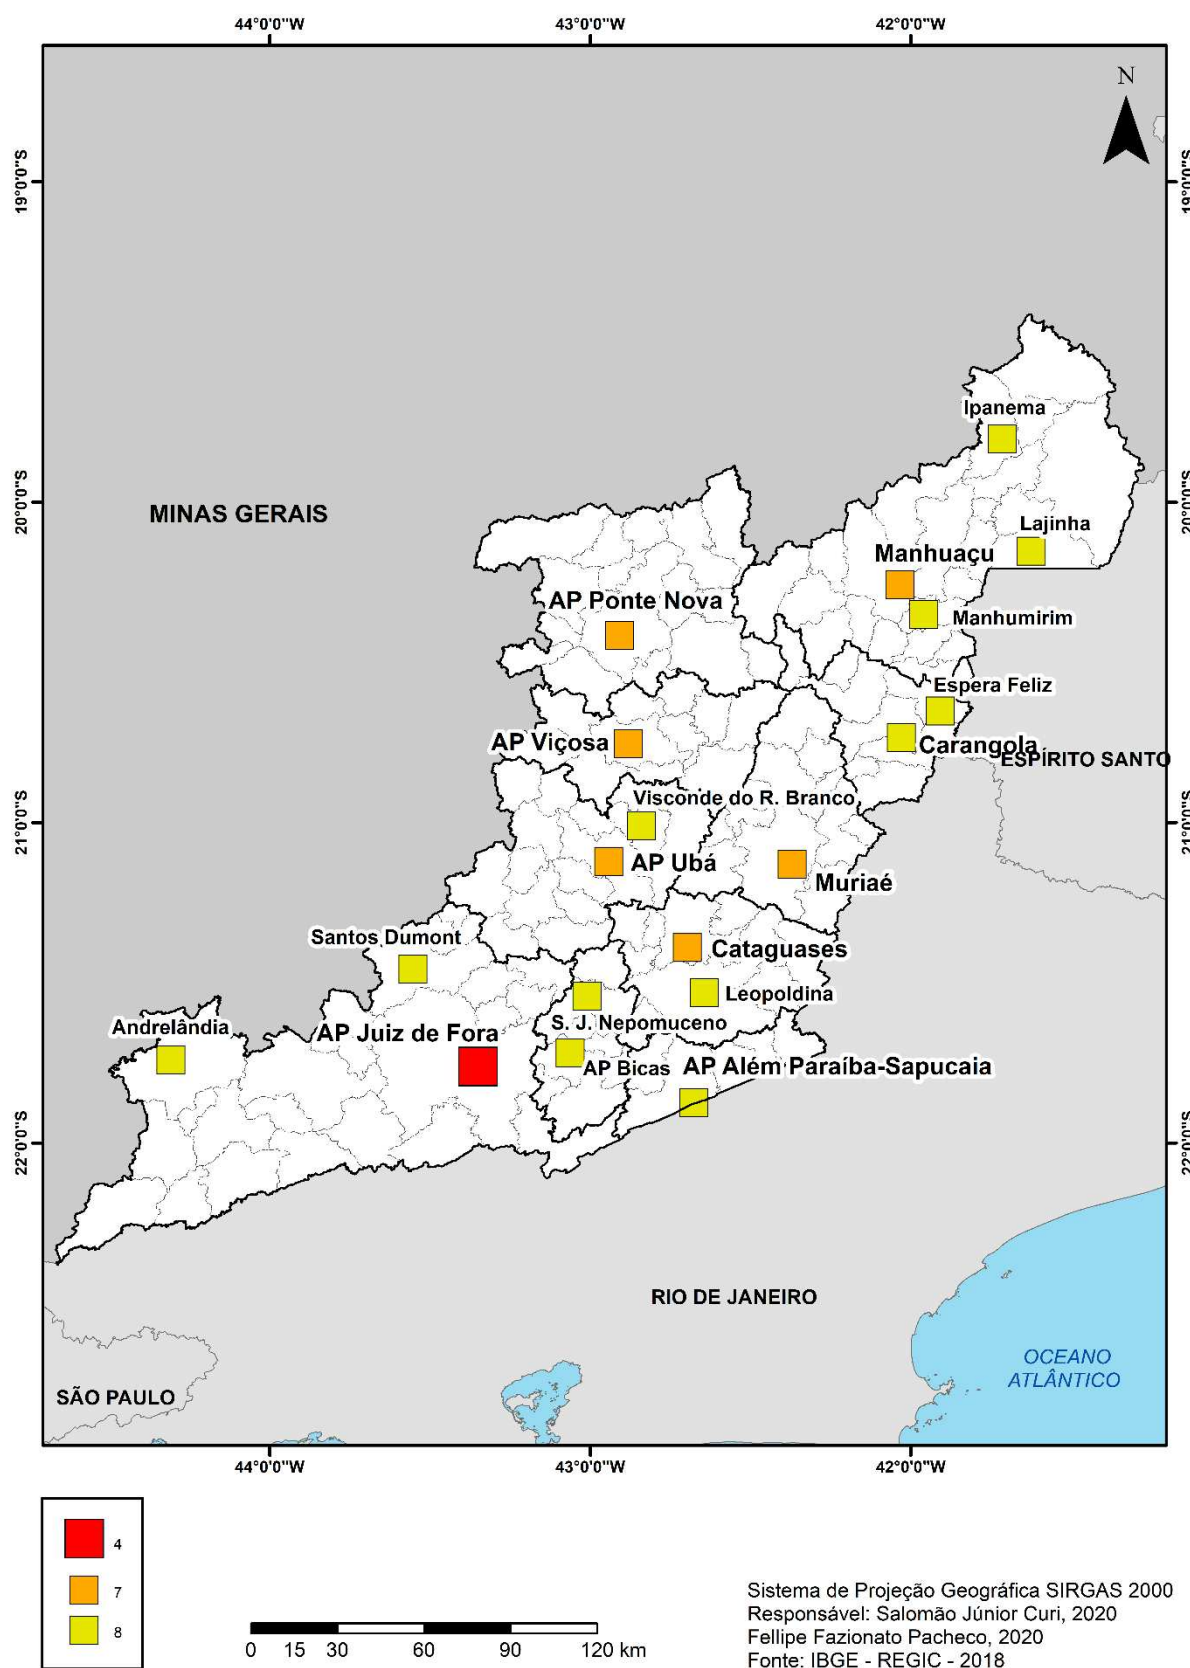 44°0'0"W
43°0'0"W
42°0'0"W
N
19°0'0"S
19°0'0"S
Ipanema
20°0'0"S
20°0'0"S
MINAS GERAIS
Lajinha
Manhuaçu
AP Ponte Nova
Manhumirim
Espera Feliz
AP Viçosa
Carangola
ESPÍRITO SANTO
Visconde do R. Branco
21°0'0"S
21°0'0"S
AP Ubá
Muriaé
Santos Dumont
Cataguases
Leopoldina
S. J. Nepomuceno
Andrelândia
AP Juiz de Fora
AP Bicas
AP Além Paraíba-Sapucaia
22°0'0"S
22°0'0"S
RIO DE JANEIRO
OCEANO
ATLÂNTICO
SÃO PAULO
44°0'0"W
43°0'0"W
42°0'0"W
4
7
8
0 15 30 60 90 120 km
Sistema de Projeção Geográfica SIRGAS 2000
Responsável: Salomão Júnior Curi, 2020
Fellipe Fazionato Pacheco, 2020
Fonte: IBGE - REGIC - 2018